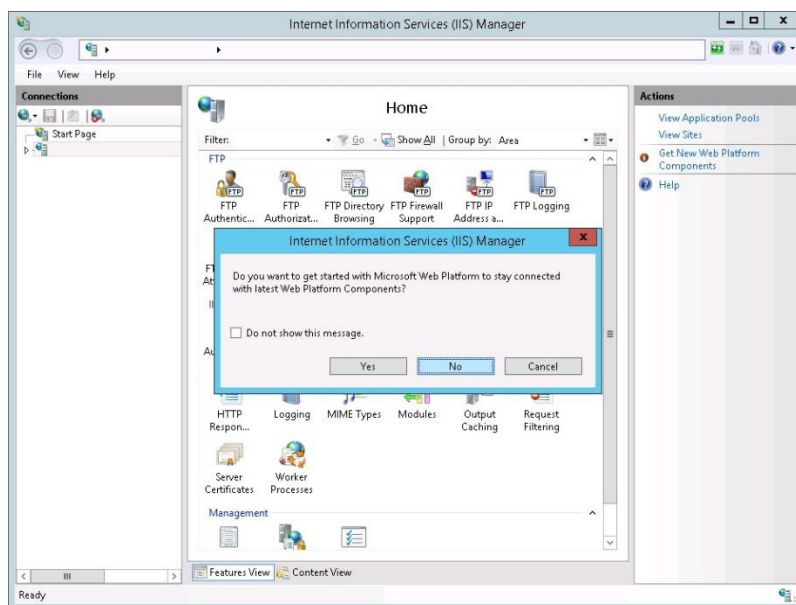 Internet Information Services (IIS) Manager
File View Help
Connections
Start Page
Home
Filter: Go Show All Group by: Area
FTP
FTP Authentic...
FTP Authorizat...
FTP Directory Browsing
FTP Firewall Support
FTP IP Address a...
FTP Logging
Internet Information Services (IIS) Manager
Do you want to get started with Microsoft Web Platform to stay connected
with latest Web Platform Components?
Do not show this message.
Yes No Cancel
HTTP Respon...
Logging
MIME Types
Modules
Output Caching
Request Filtering
Server Certificates
Worker Processes
Management
Features View Content View
Actions
View Application Pools
View Sites
Get New Web Platform
Components
Help
Ready